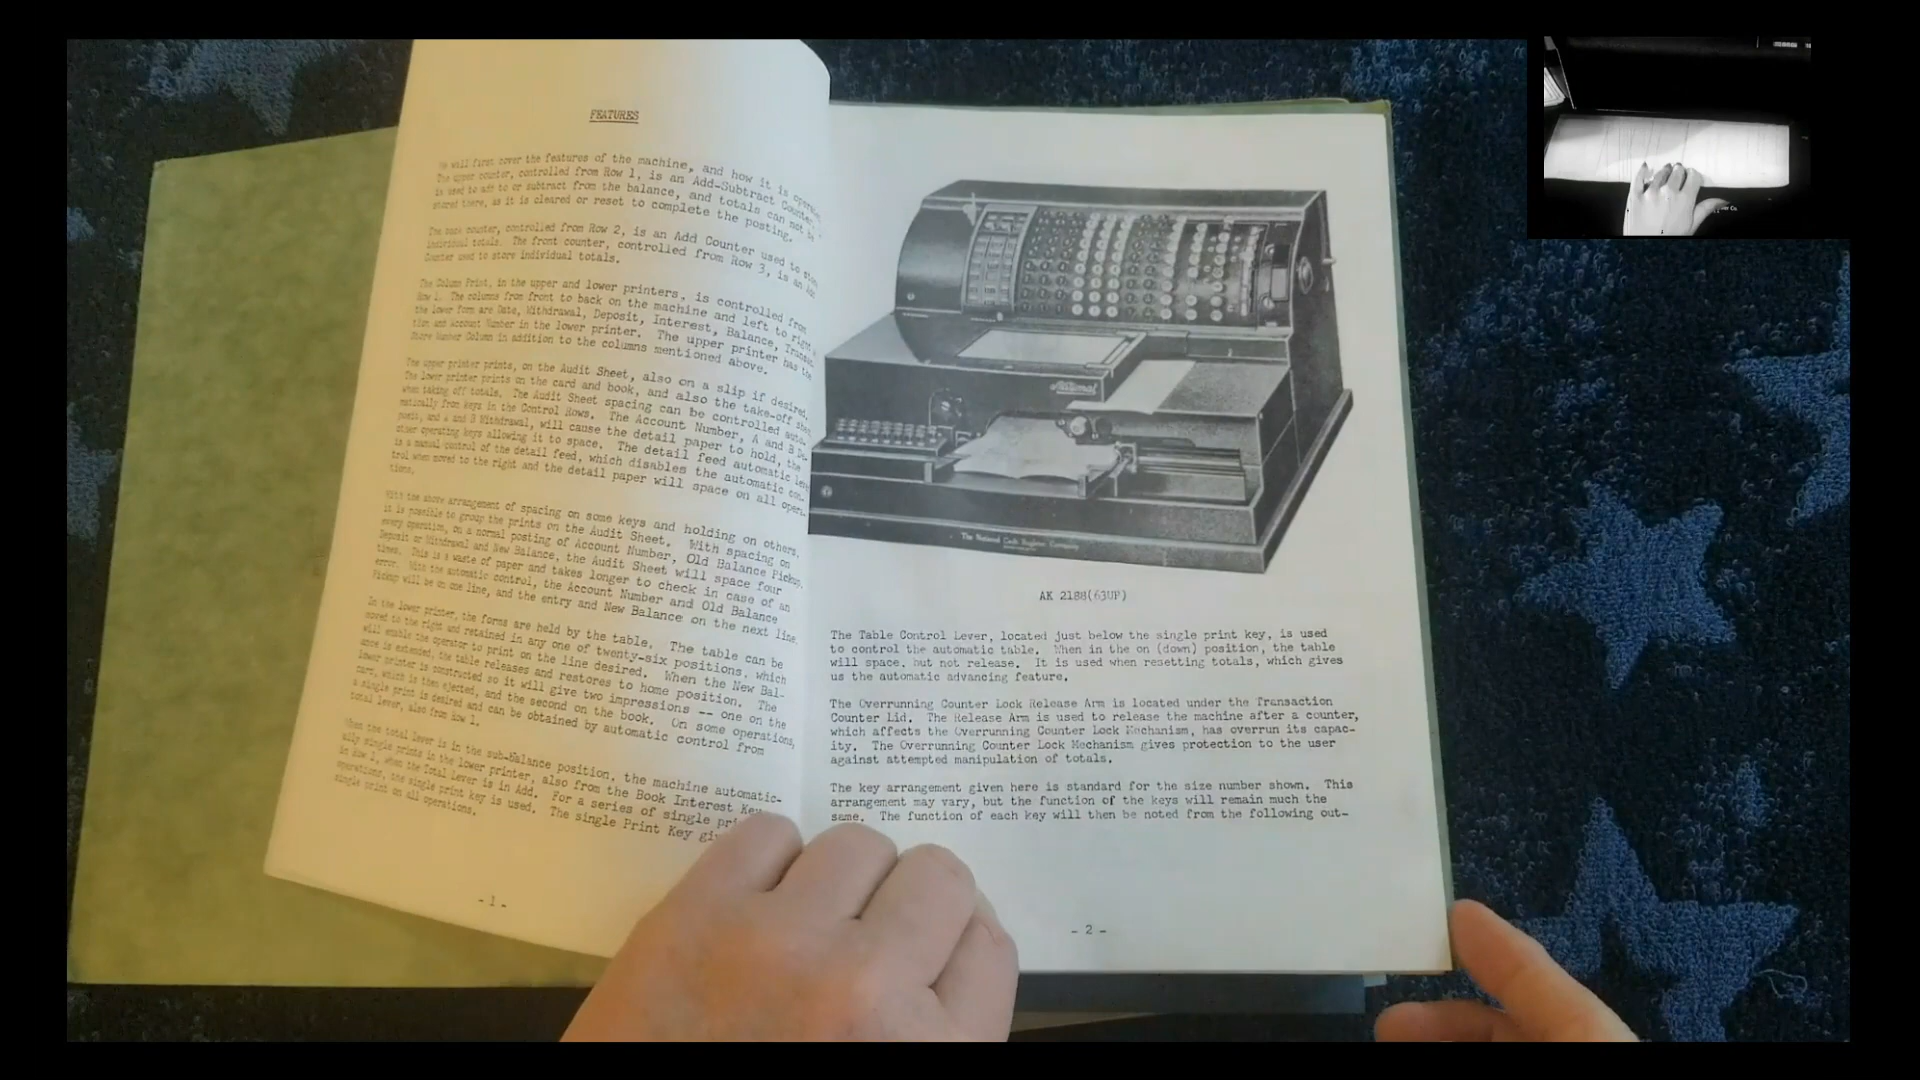 FEATURES
We will first cover the features of the machine, and how it is
The upper counter, controlled from Row 1, is an Add-Subtract Counter,
is used to add to or subtract from the balance, and totals can not be
stored there, as it is cleared or reset to complete the posting.
The back counter, controlled from Row 2, is an Add Counter used to
individual totals. The front counter, controlled from Row 3, is an Add
Counter used to store individual totals.
The Column Print, in the upper and lower printers, is controlled from
Row 1. The columns from front to back on the machine and left to right
the lower form are Date, Withdrawal, Deposit, Interest, Balance,
tion and Account Number in the lower printer. The upper printer has the
Store Number Column in addition to the columns mentioned above.
The upper printer prints, on the Audit Sheet, also on a slip if desired.
The lower printer prints on the card and book, and also the take-off sheet
when taking off totals. The Audit Sheet spacing can be controlled auto-
matically from keys in the Control Rows. The Account Number, A and B De-
posit, and A and B Withdrawal, will cause the detail paper to hold, the
other operating keys allowing it to space. The detail feed automatic lever
is a manual control of the detail feed, which disables the automatic con-
trol when moved to the right and the detail paper will space on all opera-
tions.
With the above arrangement of spacing on some keys and holding on others,
it is possible to group the prints on the Audit Sheet. With spacing on
every operation, on a normal posting of Account Number, Old Balance Pickup,
Deposit or Withdrawal and New Balance, the Audit Sheet will space four
times. This is a waste of paper and takes longer to check in case of an
error. With the automatic control, the Account Number and Old Balance
Pickup will be on one line, and the entry and New Balance on the next line.
In the lower printer, the forms are held by the table. The table can be
moved to the right and retained in any one of twenty-six positions, which
will enable the operator to print on the line desired. When the New Bal-
ance is extended, the table releases and restores to home position. The
lower printer is constructed so it will give two impressions -- one on the
card, which is then ejected, and the second on the book. On some operations,
a single print is desired and can be obtained by automatic control from
total lever, also from Row 1.
When the total lever is in the sub-Balance position, the machine automatic-
ally single prints in the lower printer, also from the Book Interest Key
in Row 1, when the Total Lever is in Add. For a series of single
operations, the single print key is used. The single Print Key
single print on all operations.
- 1 -
National
The National Cash Register Company
AK 2188(63UP)
The Table Control Lever, located just below the single print key, is used
to control the automatic table. When in the on (down) position, the table
will space, but not release. It is used when resetting totals, which gives
us the automatic advancing feature.
The Overrunning Counter Lock Release Arm is located under the Transaction
Counter Lid. The Release Arm is used to release the machine after a counter,
which affects the Overrunning Counter Lock Mechanism, has overrun its capac-
ity. The Overrunning Counter Lock Mechanism gives protection to the user
against attempted manipulation of totals.
The key arrangement given here is standard for the size number shown. This
arrangement may vary, but the function of the keys will remain much the
same. The function of each key will then be noted from the following out-
- 2 -